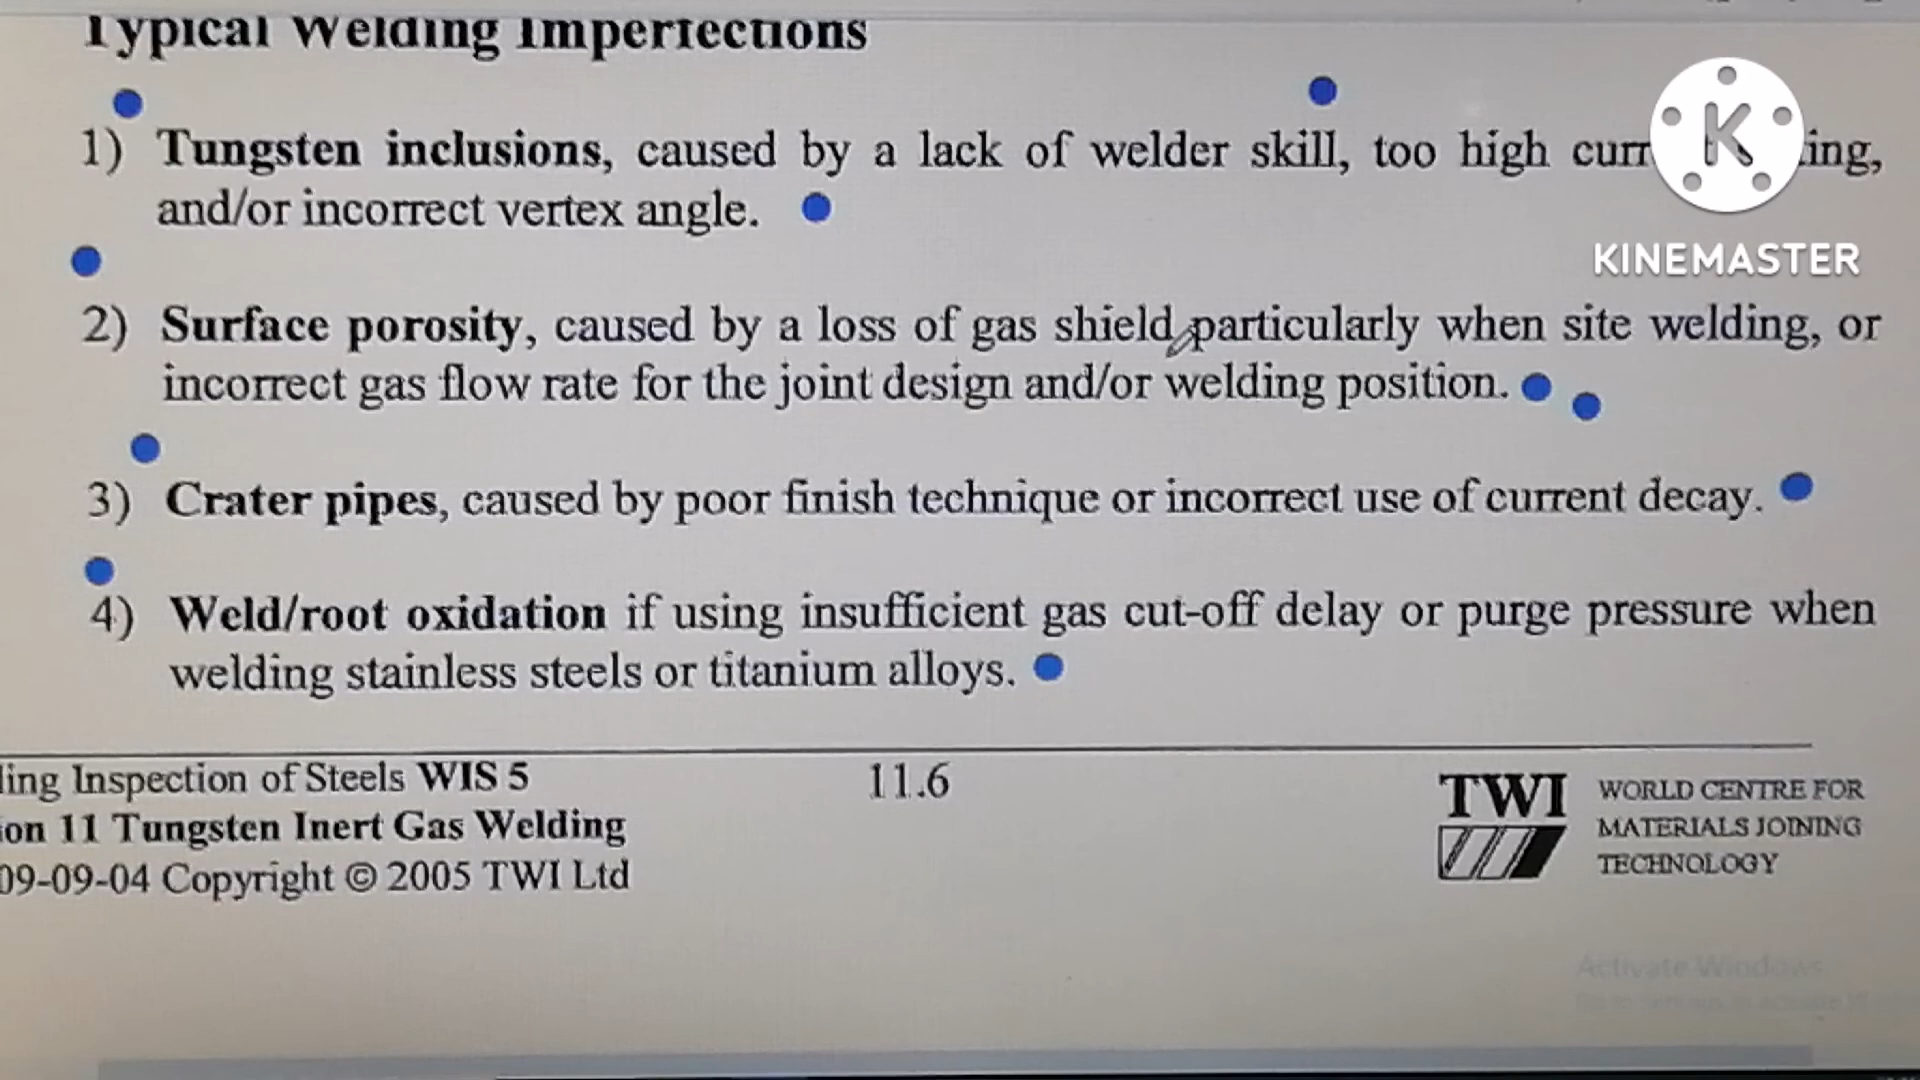 Typical Welding Imperfections
1) Tungsten inclusions, caused by a lack of welder skill, too high
and/or incorrect vertex angle.
KINEMASTER
2) Surface porosity, caused by a loss of gas shield particularly when site welding, or
incorrect gas flow rate for the joint design and/or welding position.
3) Crater pipes, caused by poor finish technique or incorrect use of current decay.
4) Weld/root oxidation if using insufficient gas cut-off delay or purge pressure when
welding stainless steels or titanium alloys.
ding Inspection of Steels WIS 5
11.6
ion 11 Tungsten Inert Gas Welding
09-09-04 Copyright © 2005 TWI Ltd
TWI
WORLD CENTRE FOR
MATERIALS JOINING
TECHNOLOGY
Activate Windows